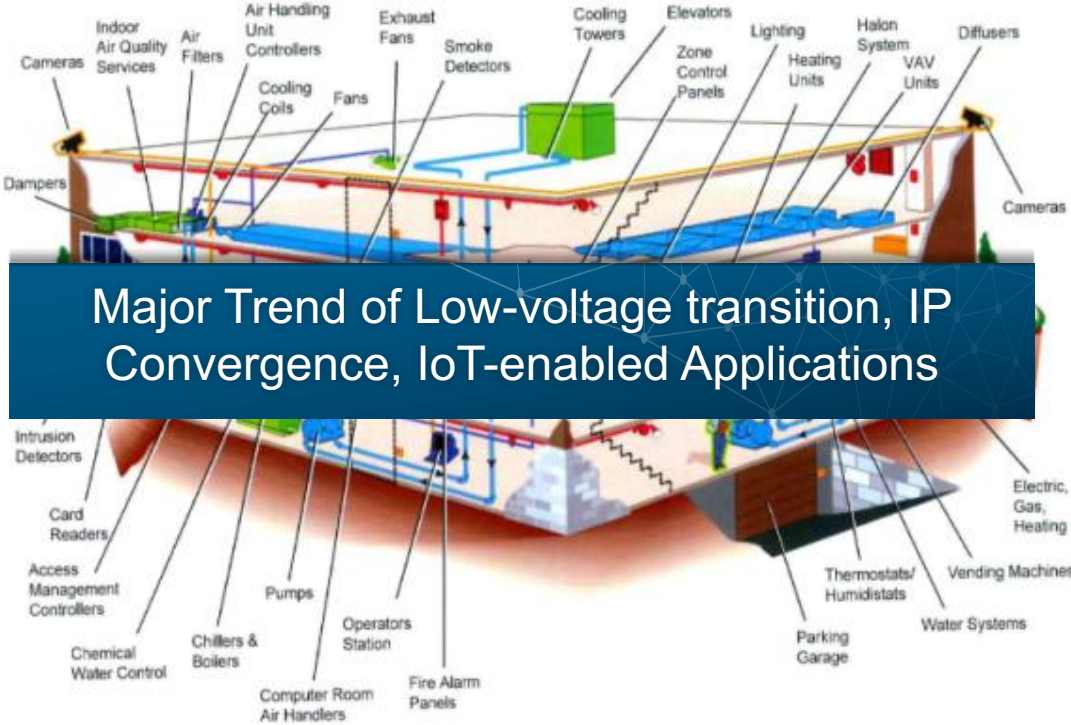 Cameras
Indoor
Air Quality
Services
Air
Filters
Air Handling
Unit
Controllers
Cooling
Coils
Fans
Exhaust
Fans
Smoke
Detectors
Cooling
Towers
Elevators
Zone
Control
Panels
Lighting
Heating
Units
Halon
System
VAV
Units
Diffusers
Dampers
Cameras
Major Trend of Low-voltage transition, IP
Convergence, IoT-enabled Applications
Intrusion
Detectors
Card
Readers
Access
Management
Controllers
Chemical
Water Control
Chillers &
Boilers
Pumps
Computer Room
Air Handlers
Operators
Station
Fire Alarm
Panels
Parking
Garage
Thermostats/
Humidistats
Water Systems
Vending Machines
Electric,
Gas,
Heating